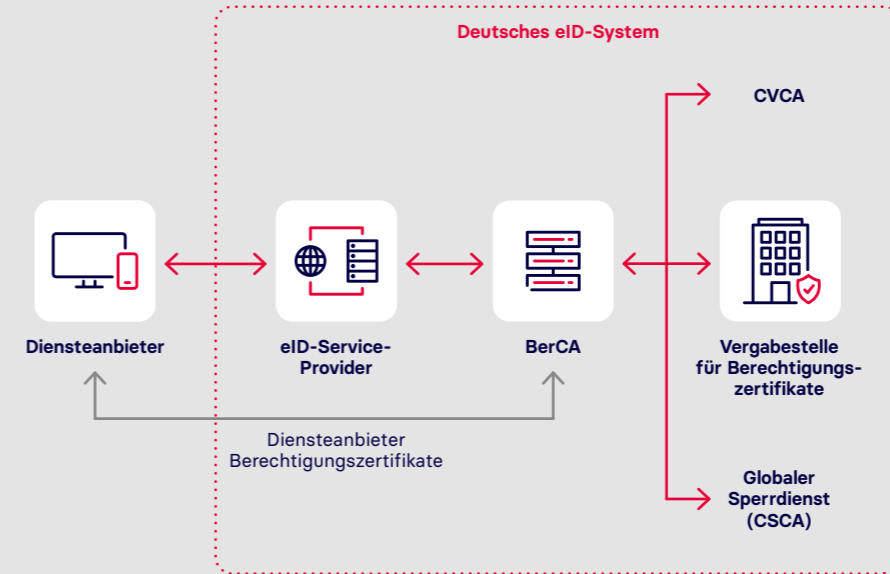 Deutsches eID-System
CVCA
Diensteanbieter
eID-Service-
Provider
BerCA
Vergabestelle
für Berechtigungs-
zertifikate
Diensteanbieter
Berechtigungszertifikate
Globaler
Sperrdienst
(CSCA)